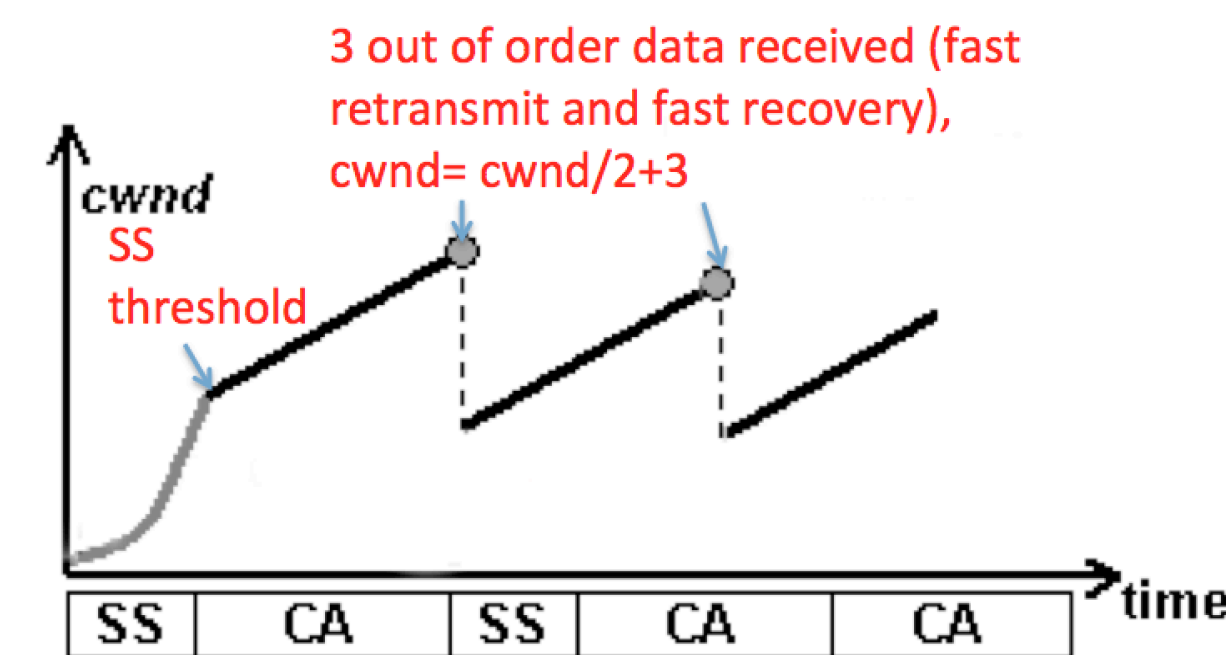 3 out of order data received (fast
retransmit and fast recovery),
cwnd= cwnd/2+3
cwnd
SS
threshold
time
SS CA SS CA CA